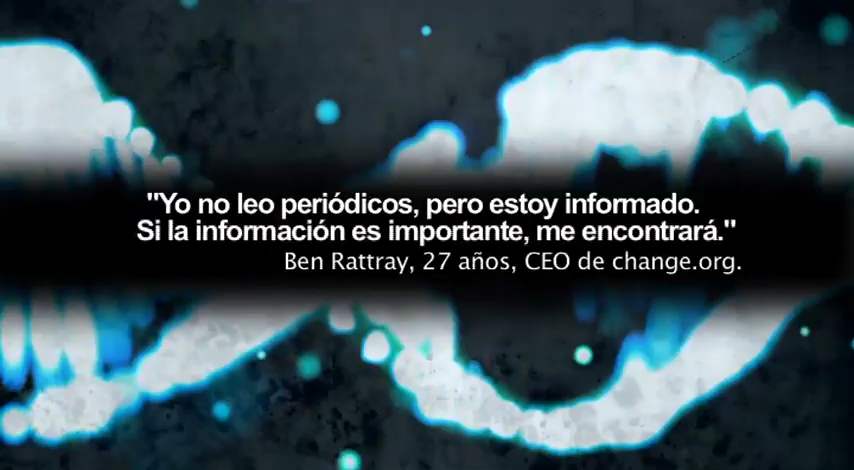 "Yo no leo periódicos, pero estoy informado.
Si la información es importante, me encontrará."
Ben Rattray, 27 años, CEO de change.org.